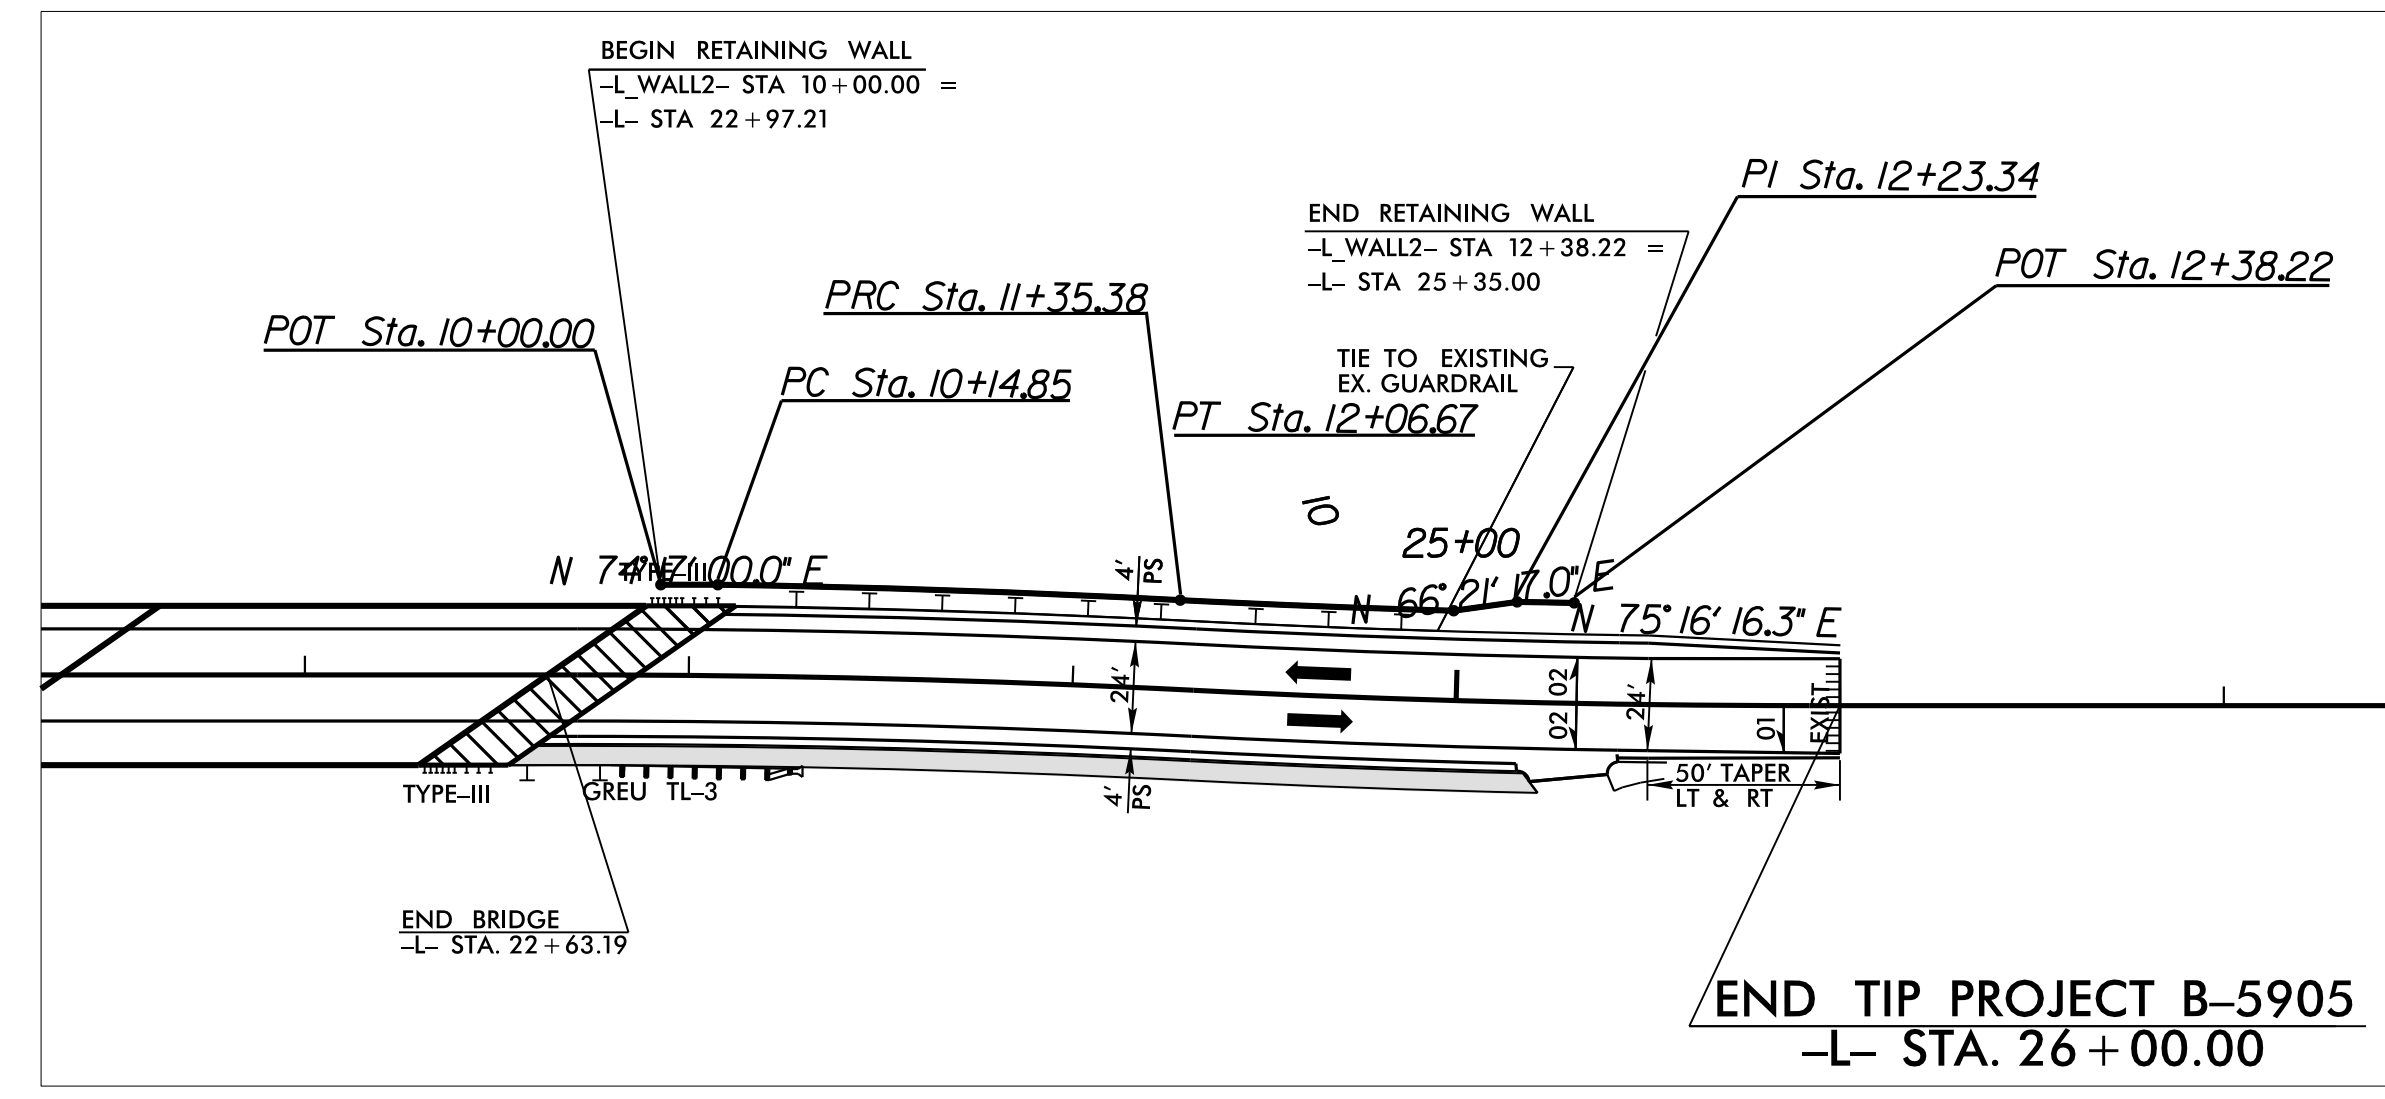 BEGIN RETAINING WALL
-L_WALL2- STA 10+00.00 =
-L- STA 22+97.21
PI Sta. 12+23.34
END RETAINING WALL
-L_WALL2- STA 12+38.22 =
-L- STA 25+35.00
POT Sta. 12+38.22
PRC Sta. 11+35.38
POT Sta. 10+00.00
TIE TO EXISTING
EX. GUARDRAIL
PC Sta. 10+14.85
PT Sta. 12+06.67
10
25+00
N 74° 17' 00.0" E
TYPE-III
4'
PS
N 66° 21' 17.0" E
N 75° 16' 16.3" E
24'
02
02
24'
01
EXIST
50' TAPER
LT & RT
TYPE-III
GREU TL-3
4'
PS
END BRIDGE
-L- STA. 22+63.19
END TIP PROJECT B-5905
-L- STA. 26+00.00